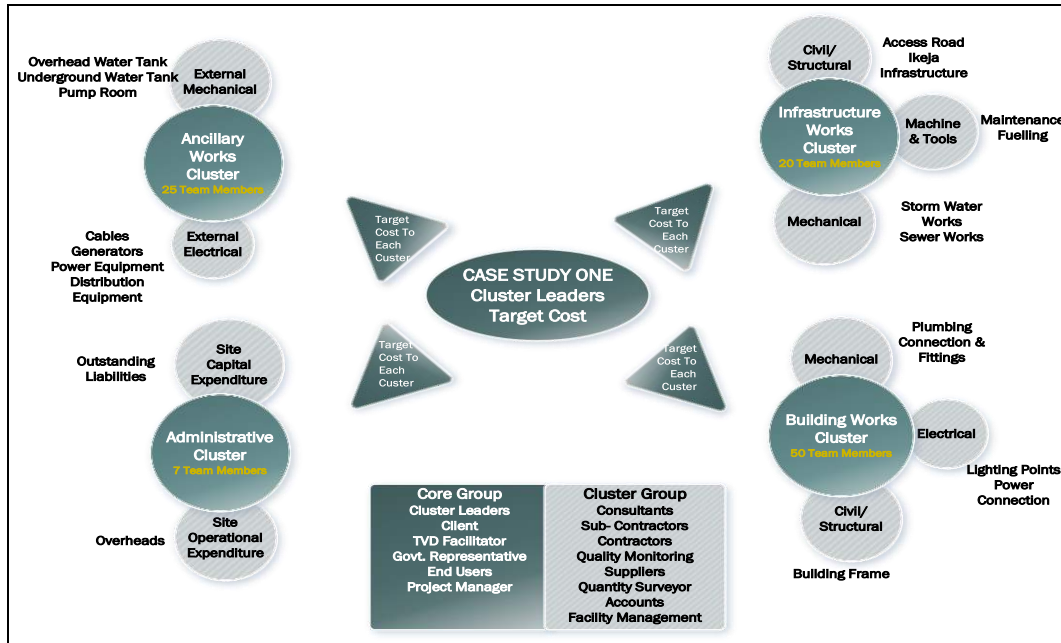 Overhead Water Tank
Underground Water Tank
Pump Room
External
Mechanical
Ancillary
Works
Cluster
25 Team Members
External
Electrical
Cables
Generators
Power Equipment
Distribution
Equipment
Civil/
Structural
Access Road
Ikeja
Infrastructure
Infrastructure
Works
Cluster
20 Team Members
Machine
& Tools
Maintenance
Fuelling
Mechanical
Storm Water
Works
Sewer Works
Target
Cost To
Each
Custer
Target
Cost To
Each
Custer
CASE STUDY ONE
Cluster Leaders
Target Cost
Target
Cost To
Each
Custer
Target
Cost To
Each
Custer
Outstanding
Liabilities
Site
Capital
Expenditure
Administrative
Cluster
7 Team Members
Overheads
Site
Operational
Expenditure
Mechanical
Plumbing
Connection &
Fittings
Building Works
Cluster
50 Team Members
Electrical
Lighting Points
Power
Connection
Civil/
Structural
Building Frame
Core Group
Cluster Leaders
Client
TVD Facilitator
Govt. Representative
End Users
Project Manager
Cluster Group
Consultants
Sub- Contractors
Contractors
Quality Monitoring
Suppliers
Quantity Surveyor
Accounts
Facility Management